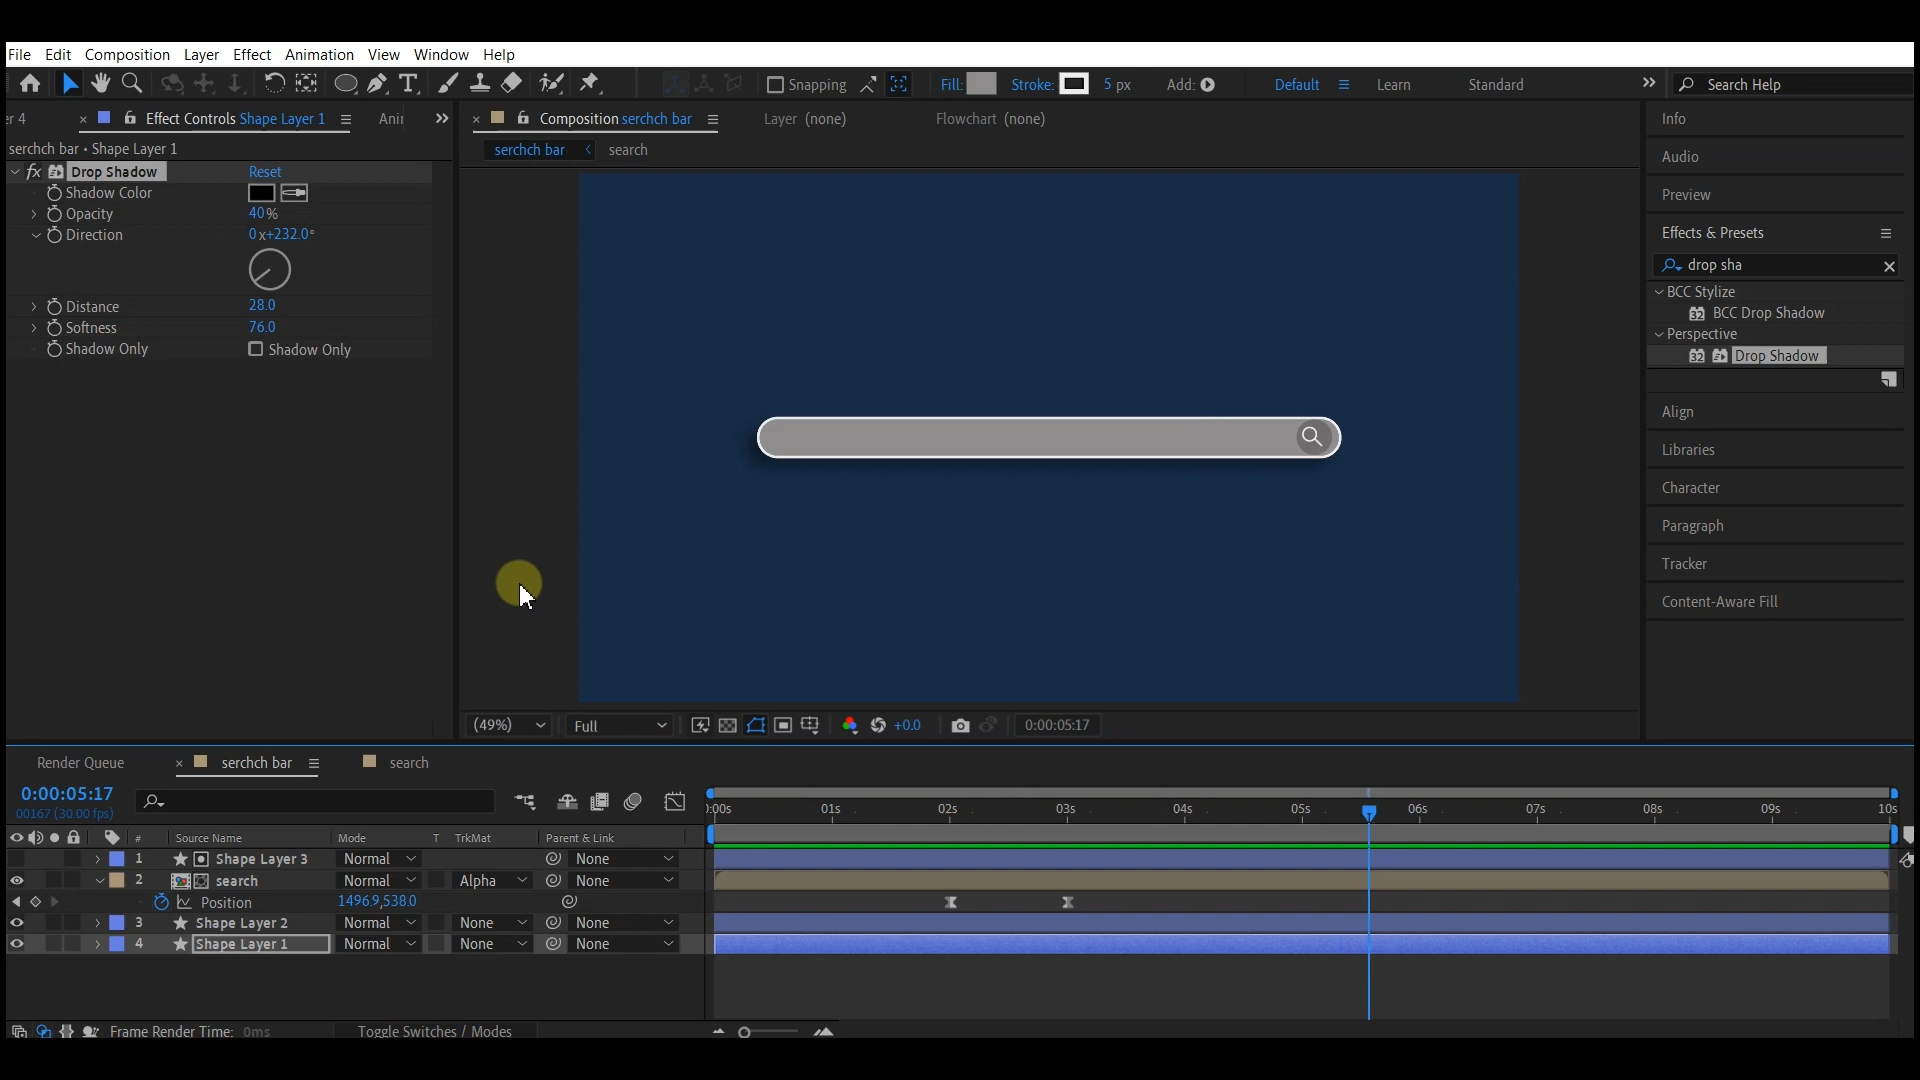 File Edit Composition Layer Effect Animation View Window Help
Snapping Fill: Stroke: 5 px Add: Default Learn Standard Search Help
er 4 Effect Controls Shape Layer 1 Ani
serchch bar • Shape Layer 1
fx Drop Shadow Reset
Shadow Color
Opacity 40%
Direction 0x+232.0°
Distance 28.0
Softness 76.0
Shadow Only Shadow Only
Composition serchch bar Layer (none) Flowchart (none)
serchch bar search
(49%) Full +0.0 0:00:05:17
Info
Audio
Preview
Effects & Presets
drop sha
BCC Stylize
32 BCC Drop Shadow
Perspective
32 Drop Shadow
Align
Libraries
Character
Paragraph
Tracker
Content-Aware Fill
Render Queue serchch bar search
0:00:05:17
00167 (30.00 fps)
:00s 01s 02s 03s 04s 05s 06s 07s 08s 09s 10s
# Source Name Mode T TrkMat Parent & Link
1 Shape Layer 3 Normal None
2 search Normal Alpha None
Position 1496.9,538.0
3 Shape Layer 2 Normal None None
4 Shape Layer 1 Normal None None
Frame Render Time: 0ms Toggle Switches / Modes